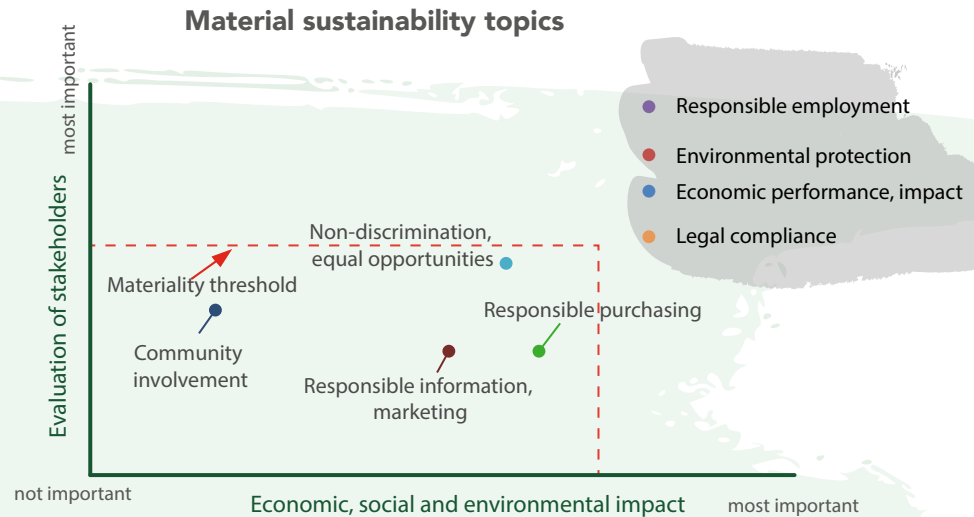 Material sustainability topics
most important
Evaluation of stakeholders
Responsible employment
Environmental protection
Economic performance, impact
Legal compliance
Non-discrimination,
equal opportunities
Materiality threshold
Responsible purchasing
Community
involvement
Responsible information,
marketing
not important
Economic, social and environmental impact
most important